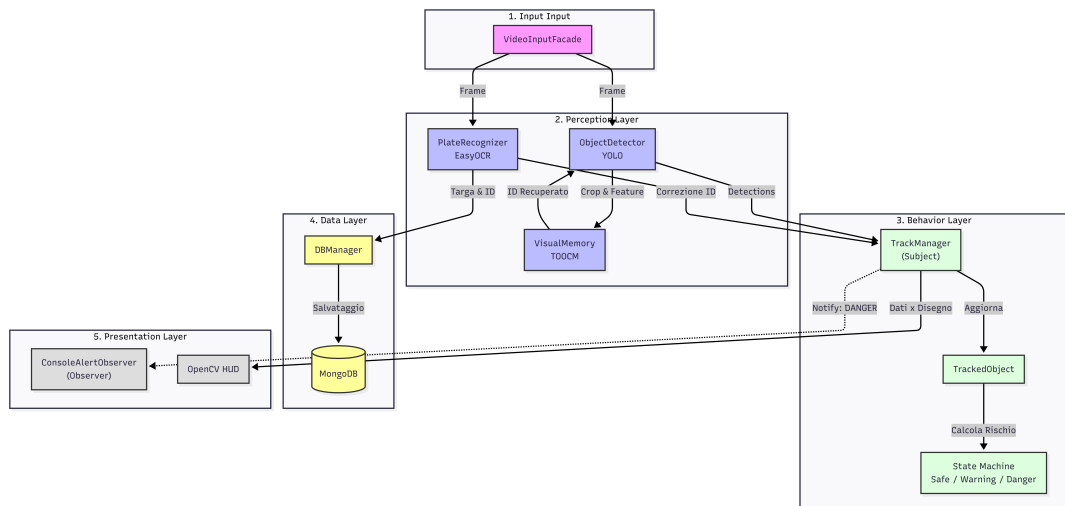 1. Input Input
VideoInputFacade
Frame
Frame
2. Perception Layer
PlateRecognizer
EasyOCR
ObjectDetector
YOLO
Targa & ID
ID Recuperato
Crop & Feature
Correzione ID
Detections
VisualMemory
TOOCM
4. Data Layer
DBManager
Salvataggio
MongoDB
3. Behavior Layer
TrackManager
(Subject)
Notify: DANGER
Dati x Disegno
Aggiorna
TrackedObject
Calcola Rischio
State Machine
Safe / Warning / Danger
5. Presentation Layer
ConsoleAlertObserver
(Observer)
OpenCV HUD